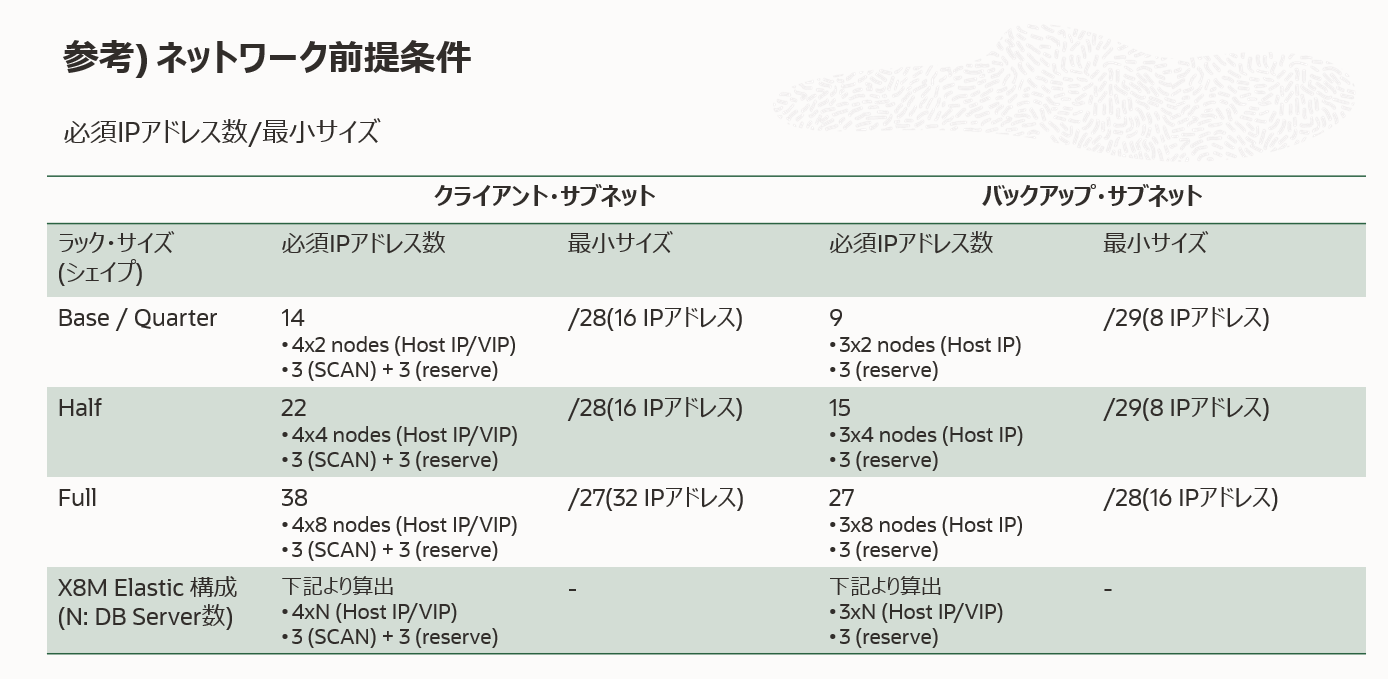 参考) ネットワーク前提条件
必須IPアドレス数/最小サイズ
クライアント・サブネット バックアップ・サブネット
ラック・サイズ
(シェイプ) 必須IPアドレス数 最小サイズ 必須IPアドレス数 最小サイズ
Base / Quarter 14 /28(16 IPアドレス) 9 /29(8 IPアドレス)
•4x2 nodes (Host IP/VIP) •3x2 nodes (Host IP)
•3 (SCAN) + 3 (reserve) •3 (reserve)
Half 22 /28(16 IPアドレス) 15 /29(8 IPアドレス)
•4x4 nodes (Host IP/VIP) •3x4 nodes (Host IP)
•3 (SCAN) + 3 (reserve) •3 (reserve)
Full 38 /27(32 IPアドレス) 27 /28(16 IPアドレス)
•4x8 nodes (Host IP/VIP) •3x8 nodes (Host IP)
•3 (SCAN) + 3 (reserve) •3 (reserve)
X8M Elastic 構成 下記より算出 - 下記より算出 -
(N: DB Server数) •4xN (Host IP/VIP) •3xN (Host IP/VIP)
•3 (SCAN) + 3 (reserve) •3 (reserve)